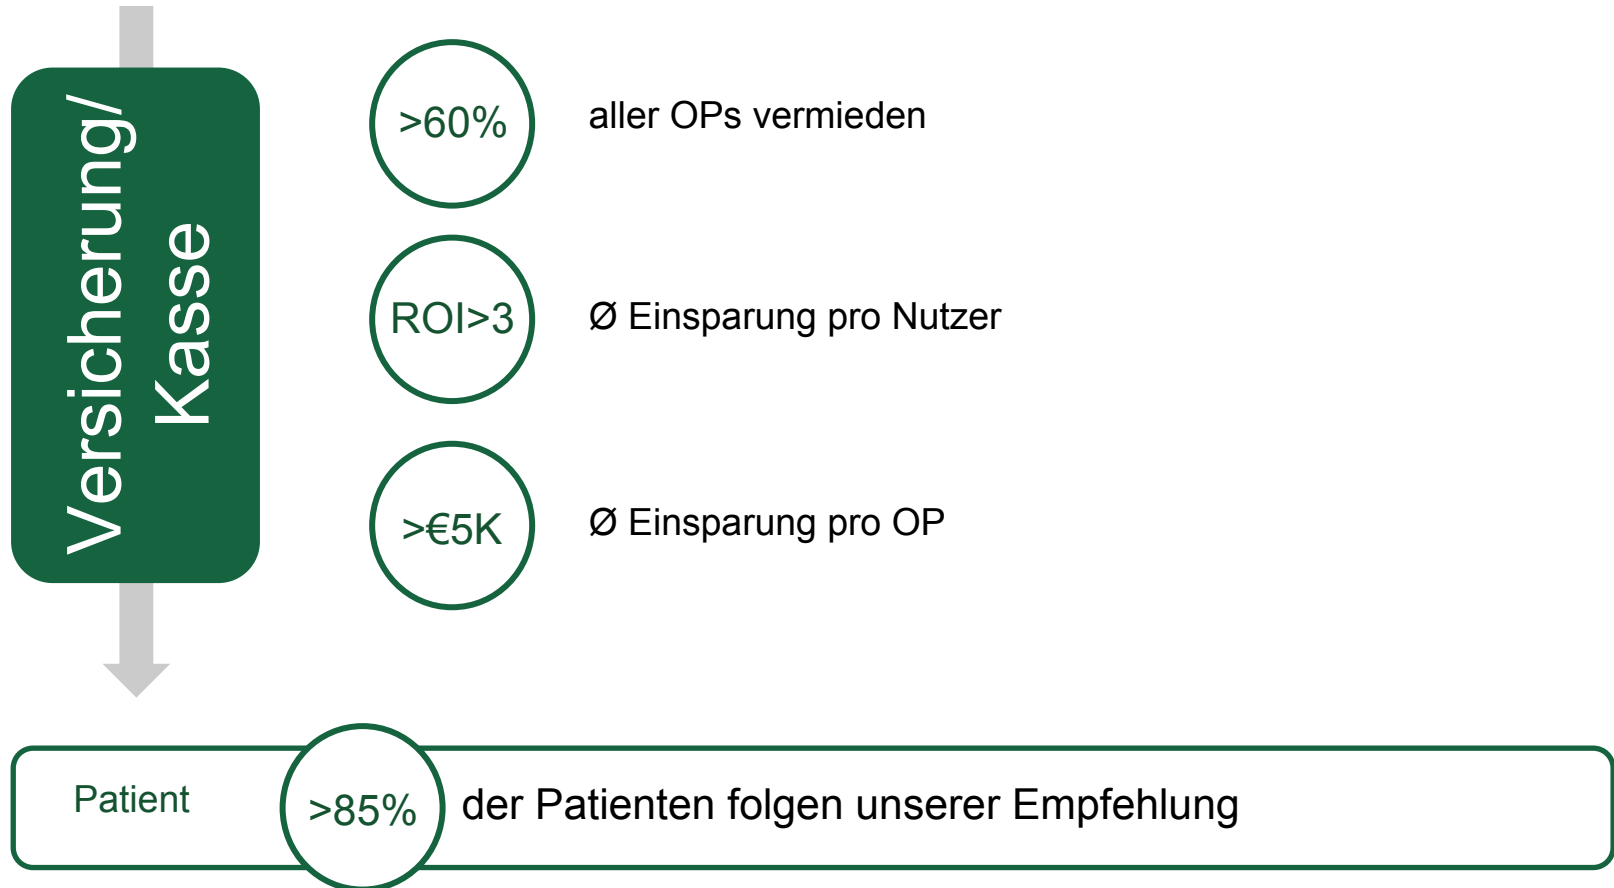 Versicherung/
Kasse
>60%
aller OPs vermieden
ROI>3
Ø Einsparung pro Nutzer
>€5K
Ø Einsparung pro OP
Patient
>85%
der Patienten folgen unserer Empfehlung